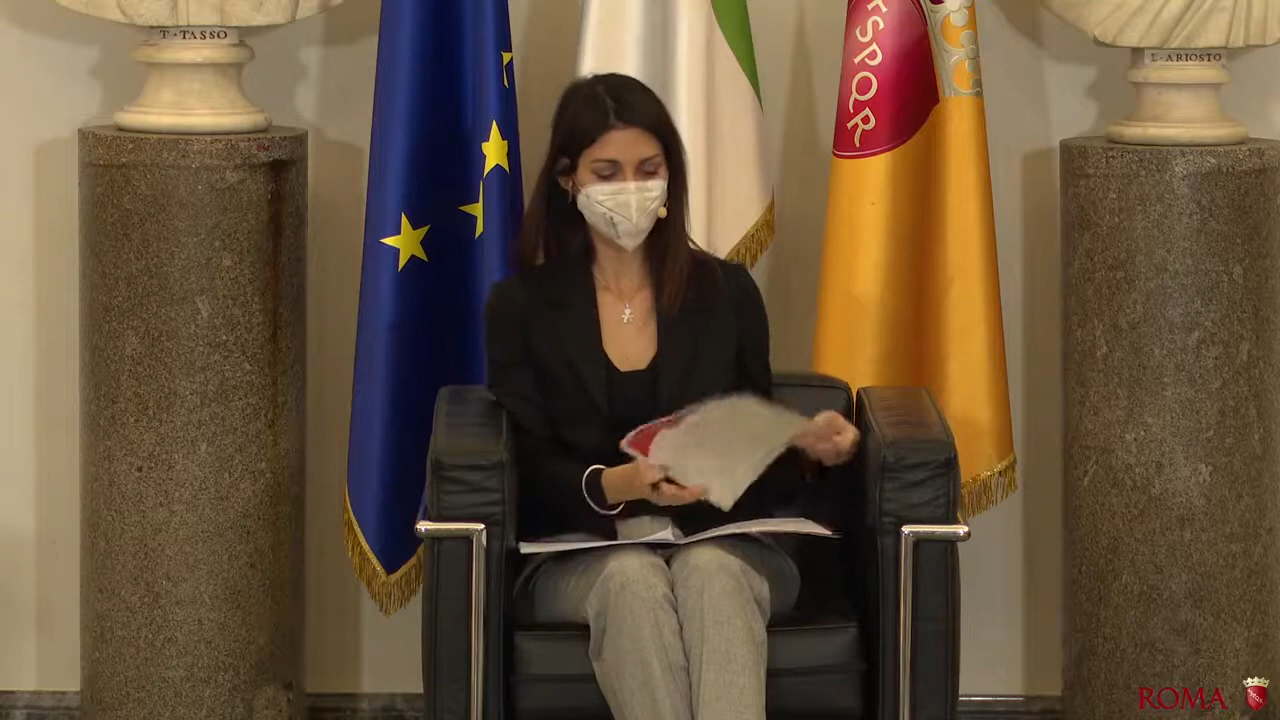 T · TASSO
SPQR
L · ARIOSTO
ROMA